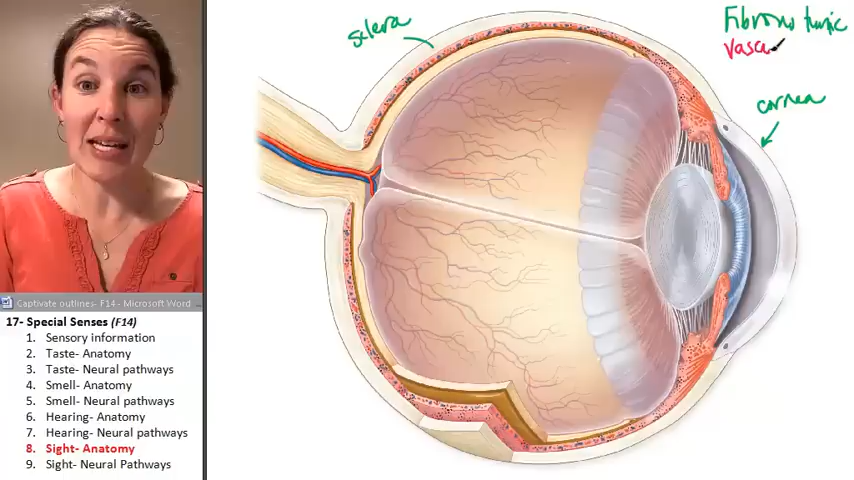 sclera
Fibrous tunic
vasc
cornea
Captivate outlines- F14 - Microsoft Word
17- Special Senses (F14)
1. Sensory information
2. Taste- Anatomy
3. Taste- Neural pathways
4. Smell- Anatomy
5. Smell- Neural pathways
6. Hearing- Anatomy
7. Hearing- Neural pathways
8. Sight- Anatomy
9. Sight- Neural Pathways